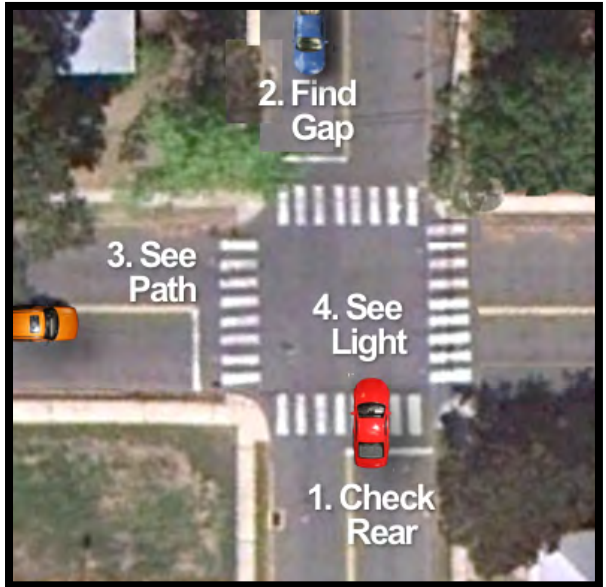 2. Find
Gap
3. See
Path
4. See
Light
1. Check
Rear